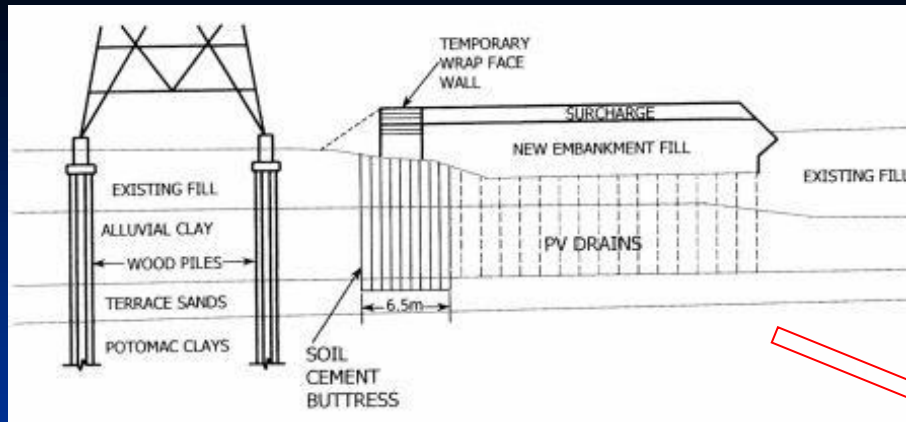 TEMPORARY
WRAP FACE
WALL
SURCHARGE
NEW EMBANKMENT FILL
EXISTING FILL
EXISTING FILL
ALLUVIAL CLAY
PV DRAINS
WOOD PILES
TERRACE SANDS
6.5m
POTOMAC CLAYS
SOIL
CEMENT
BUTTRESS